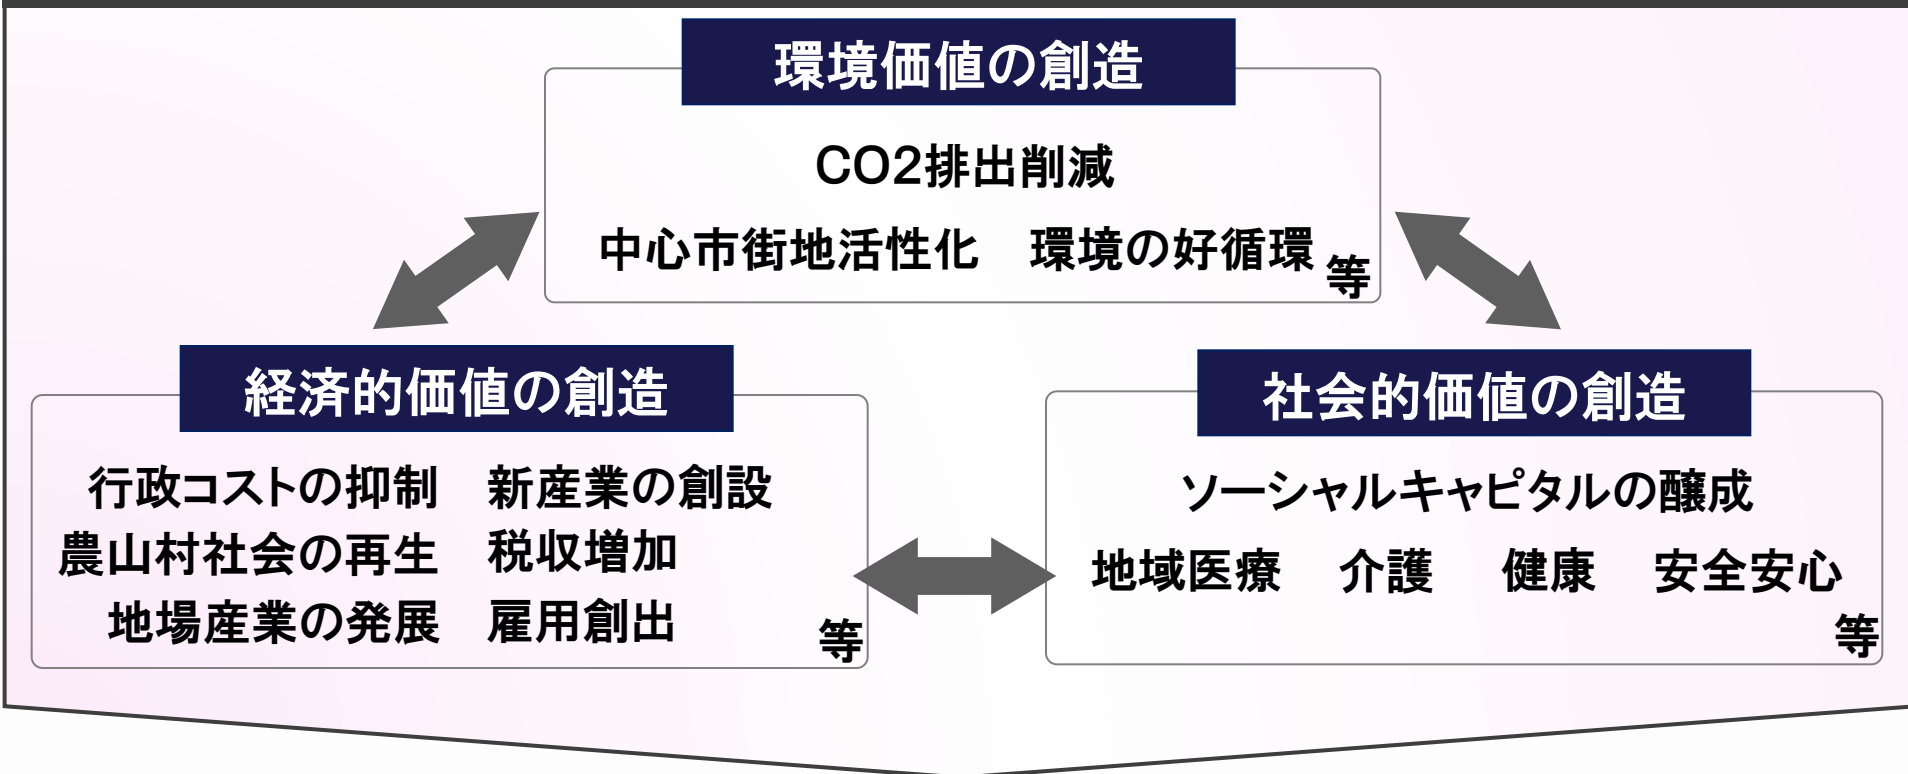 環境価値の創造
CO2排出削減
中心市街地活性化　環境の好循環 等
経済的価値の創造
行政コストの抑制　新産業の創設
農山村社会の再生　税収増加
地場産業の発展　雇用創出
等
社会的価値の創造
ソーシャルキャピタルの醸成
地域医療　介護　健康　安全安心
等